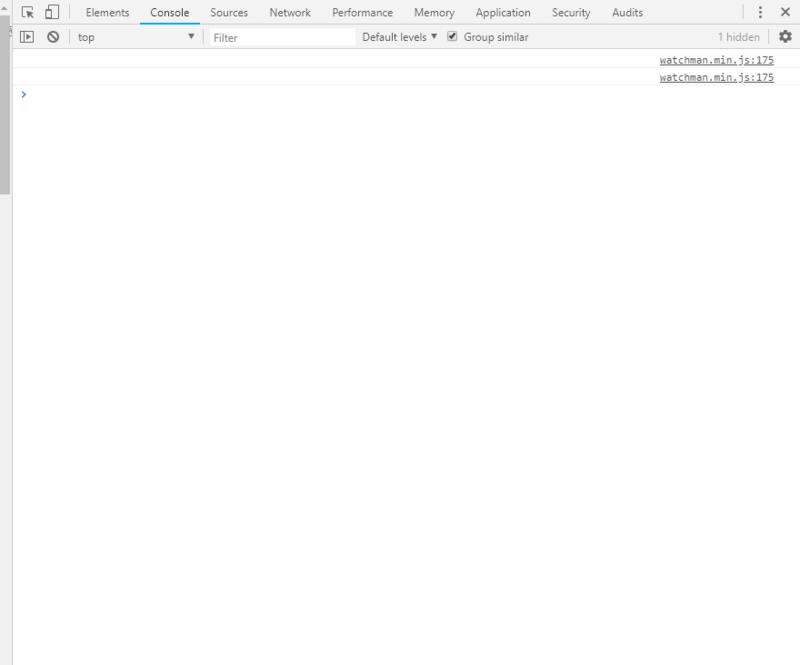 Elements Console Sources Network Performance Memory Application Security Audits
top Filter Default levels Group similar 1 hidden
watchman.min.js:175
watchman.min.js:175